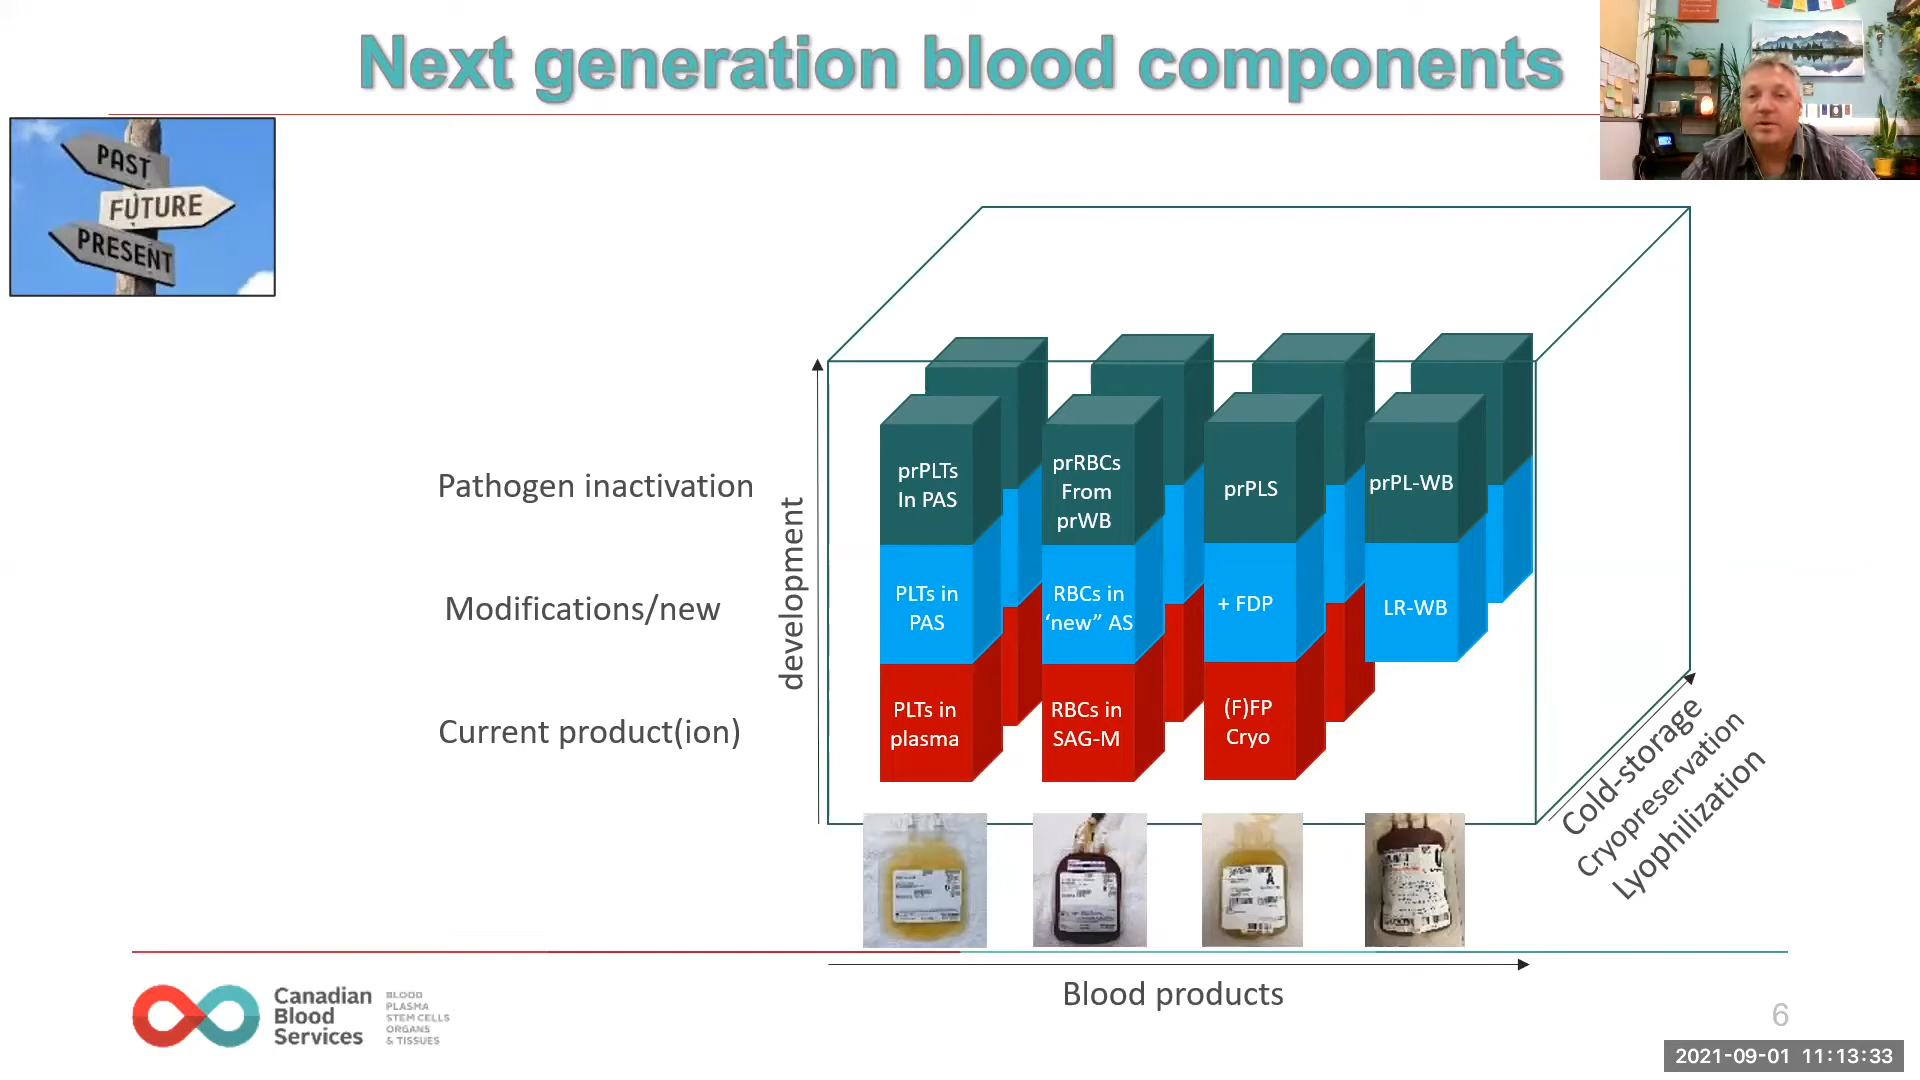 Next generation blood components
PAST
FUTURE
PRESENT
Pathogen inactivation
Modifications/new
Current product(ion)
development
prPLTs
In PAS
prRBCs
From
prWB
prPLS
prPL-WB
PLTs in
PAS
RBCs in
‘new” AS
+ FDP
LR-WB
PLTs in
plasma
RBCs in
SAG-M
(F)FP
Cryo
Cold-storage
Cryopreservation
Lyophilization
A
Blood products
Canadian
Blood
Services
BLOOD
PLASMA
STEM CELLS
ORGANS
& TISSUES
6
2021-09-01 11:13:33